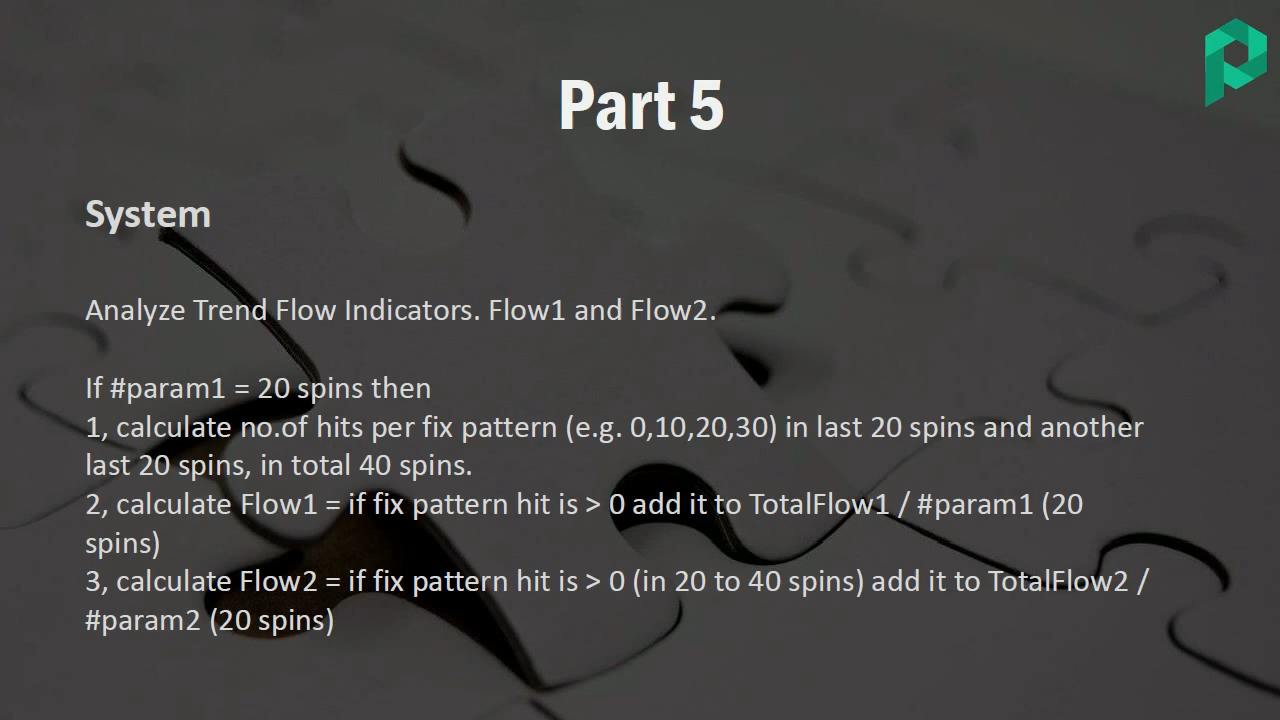 Part 5
System
Analyze Trend Flow Indicators. Flow1 and Flow2.
If #param1 = 20 spins then
1, calculate no.of hits per fix pattern (e.g. 0,10,20,30) in last 20 spins and another
last 20 spins, in total 40 spins.
2, calculate Flow1 = if fix pattern hit is > 0 add it to TotalFlow1 / #param1 (20
spins)
3, calculate Flow2 = if fix pattern hit is > 0 (in 20 to 40 spins) add it to TotalFlow2 /
#param2 (20 spins)